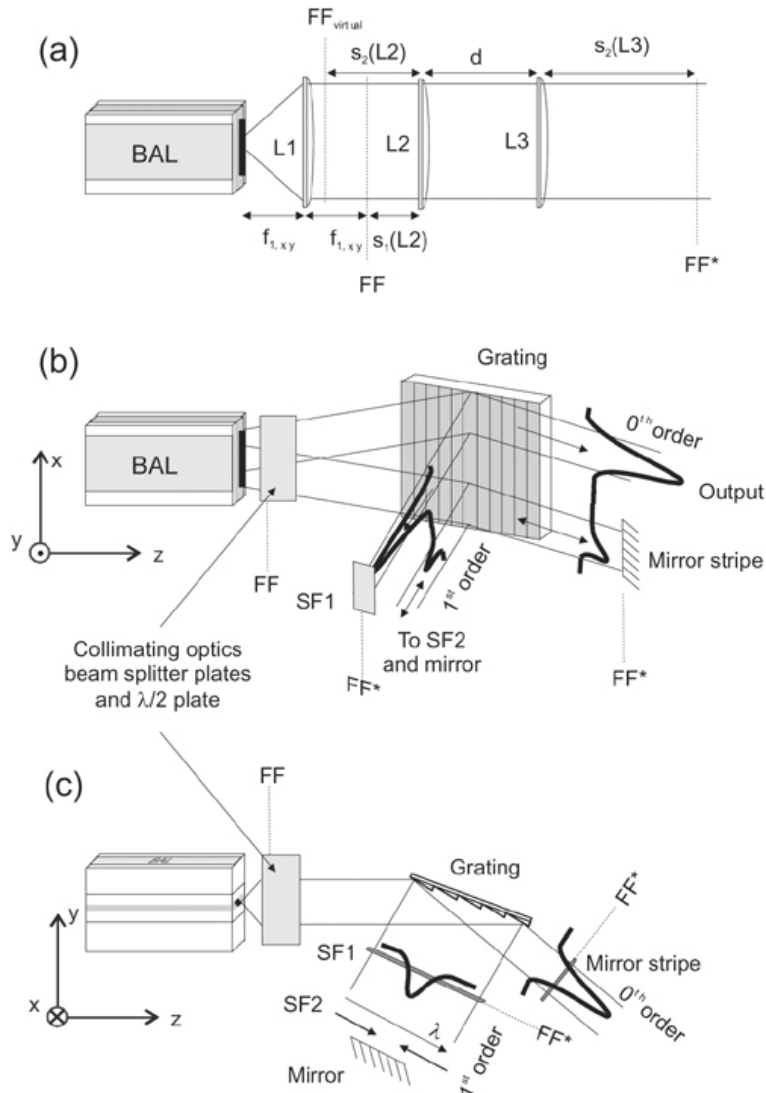 (a)
FFvirtual
s2(L2)
d
s2(L3)
BAL
L1
L2
L3
f1, x y
f1, x y
s1(L2)
FF
FF*
(b)
Grating
0th order
Output
BAL
x
y
z
FF
SF1
1st order
Mirror stripe
To SF2
and mirror
FF*
FF*
Collimating optics
beam splitter plates
and λ/2 plate
(c)
FF
BAL
Grating
y
x
z
SF1
FF*
Mirror stripe
0th order
SF2
λ
FF*
1st order
Mirror